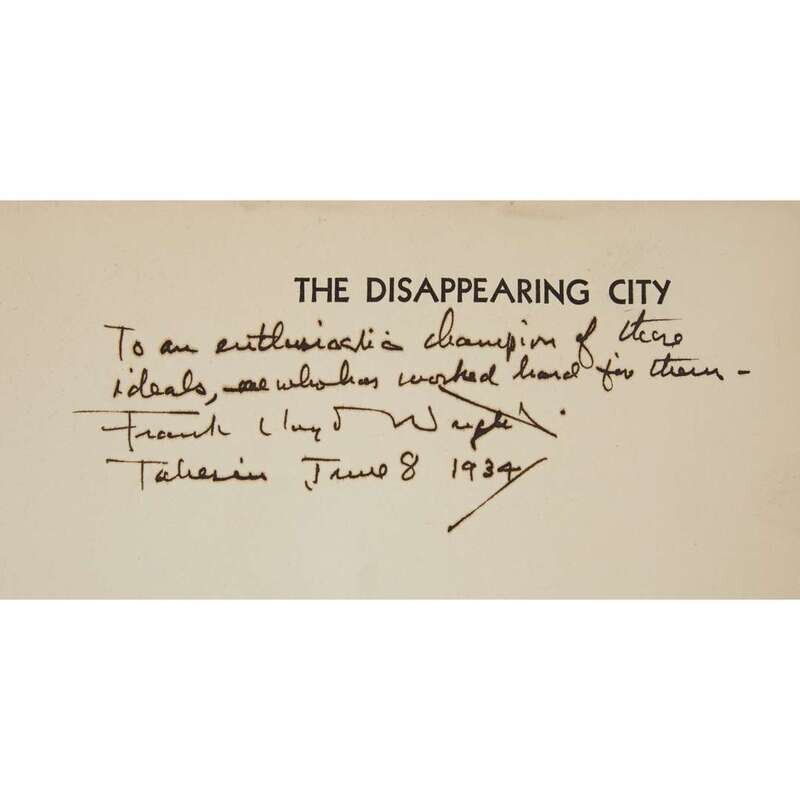 THE DISAPPEARING CITY
To an enthusiastic champion of these
ideals, one who has worked hard for them –
Frank Lloyd Wright.
Taliesin June 8 1934